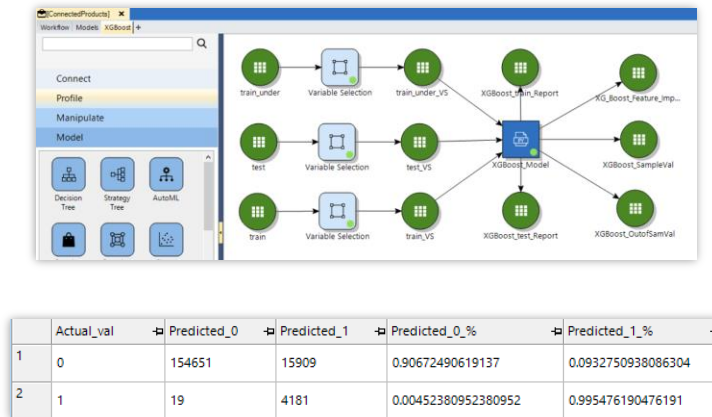 [ConnectedProducts] ×
Workflow Models XGBoost +
Connect
Profile
Manipulate
Model
Decision Tree
Strategy Tree
AutoML
train_under
Variable Selection
train_under_VS
XGBoost_train_Report
XG_Boost_Feature_Imp...
test
Variable Selection
test_VS
XGBoost_Model
XGBoost_SampleVal
train
Variable Selection
train_VS
XGBoost_test_Report
XGBoost_OutofSamVal
Actual_val Predicted_0 Predicted_1 Predicted_0_% Predicted_1_%
1 0 154651 15909 0.90672490619137 0.0932750938086304
2 1 19 4181 0.00452380952380952 0.995476190476191